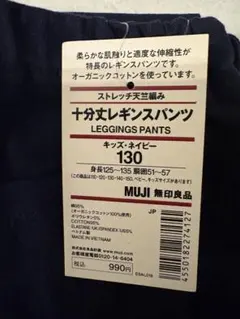 柔らかな肌触りと適度な伸縮性が
特長のレギンスパンツです。
オーガニックコットンを使っています。
ストレッチ天竺編み
十分丈レギンスパンツ
LEGGINGS PANTS
キッズ・ネイビー
130
身長125～135 胴囲51～57
MUJI 無印良品
JP
COTTON
MADE IN VIETNAM
税込 990円
4550182274127